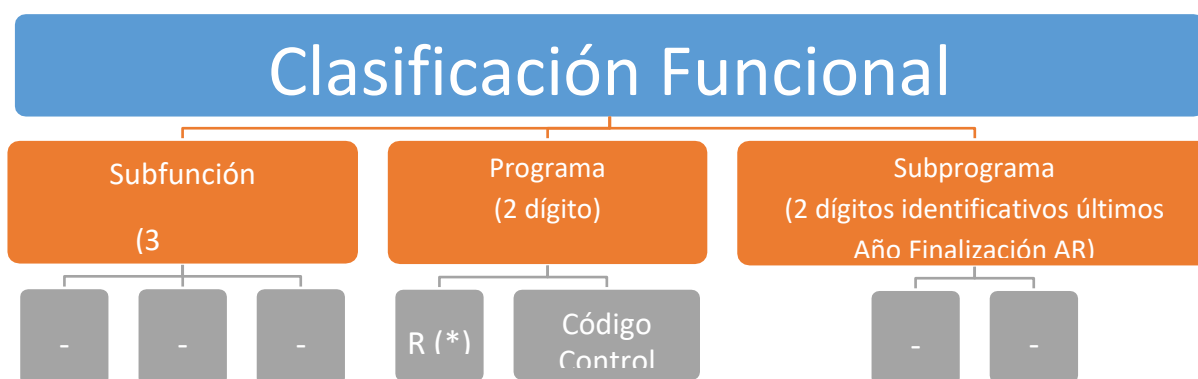 Clasificación Funcional
Subfunción
(3
Programa
(2 dígito)
Subprograma
(2 dígitos identificativos últimos
Año Finalización AR)
-
-
-
R (*)
Código
Control
-
-